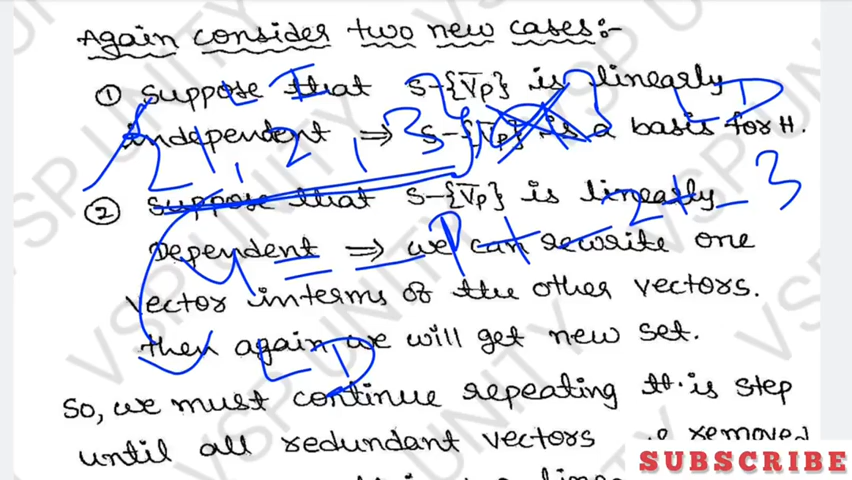 Again consider two new cases:-
① Suppose that S-{V̅p} is linearly
independent ⇒ S-{V̅p} is a basis for H.
② Suppose that S-{V̅p} is linearly
Dependent ⇒ we can rewrite one
vector interms of the other vectors.
then again we will get new set.
So, we must continue repeating this step
until all redundant vectors removed
SUBSCRIBE
VSP UNITY